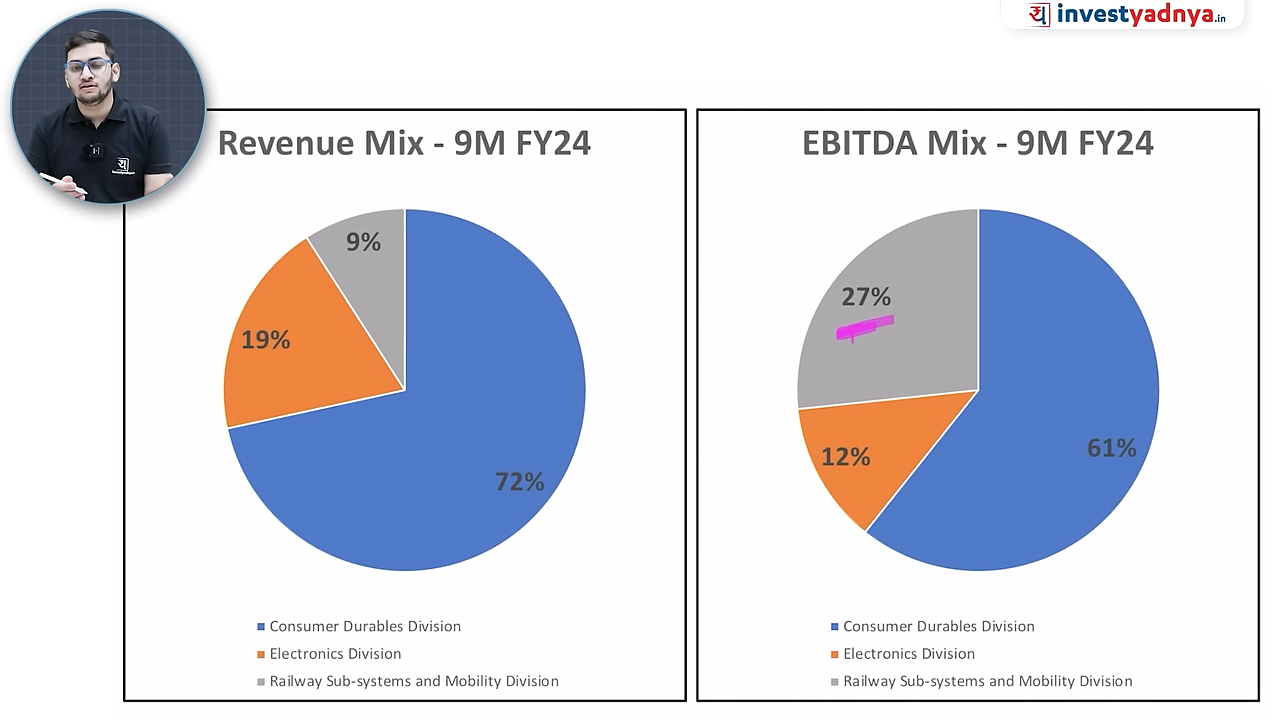 investyadnya.in
Revenue Mix - 9M FY24
9%
19%
72%
Consumer Durables Division
Electronics Division
Railway Sub-systems and Mobility Division
EBITDA Mix - 9M FY24
27%
12%
61%
Consumer Durables Division
Electronics Division
Railway Sub-systems and Mobility Division